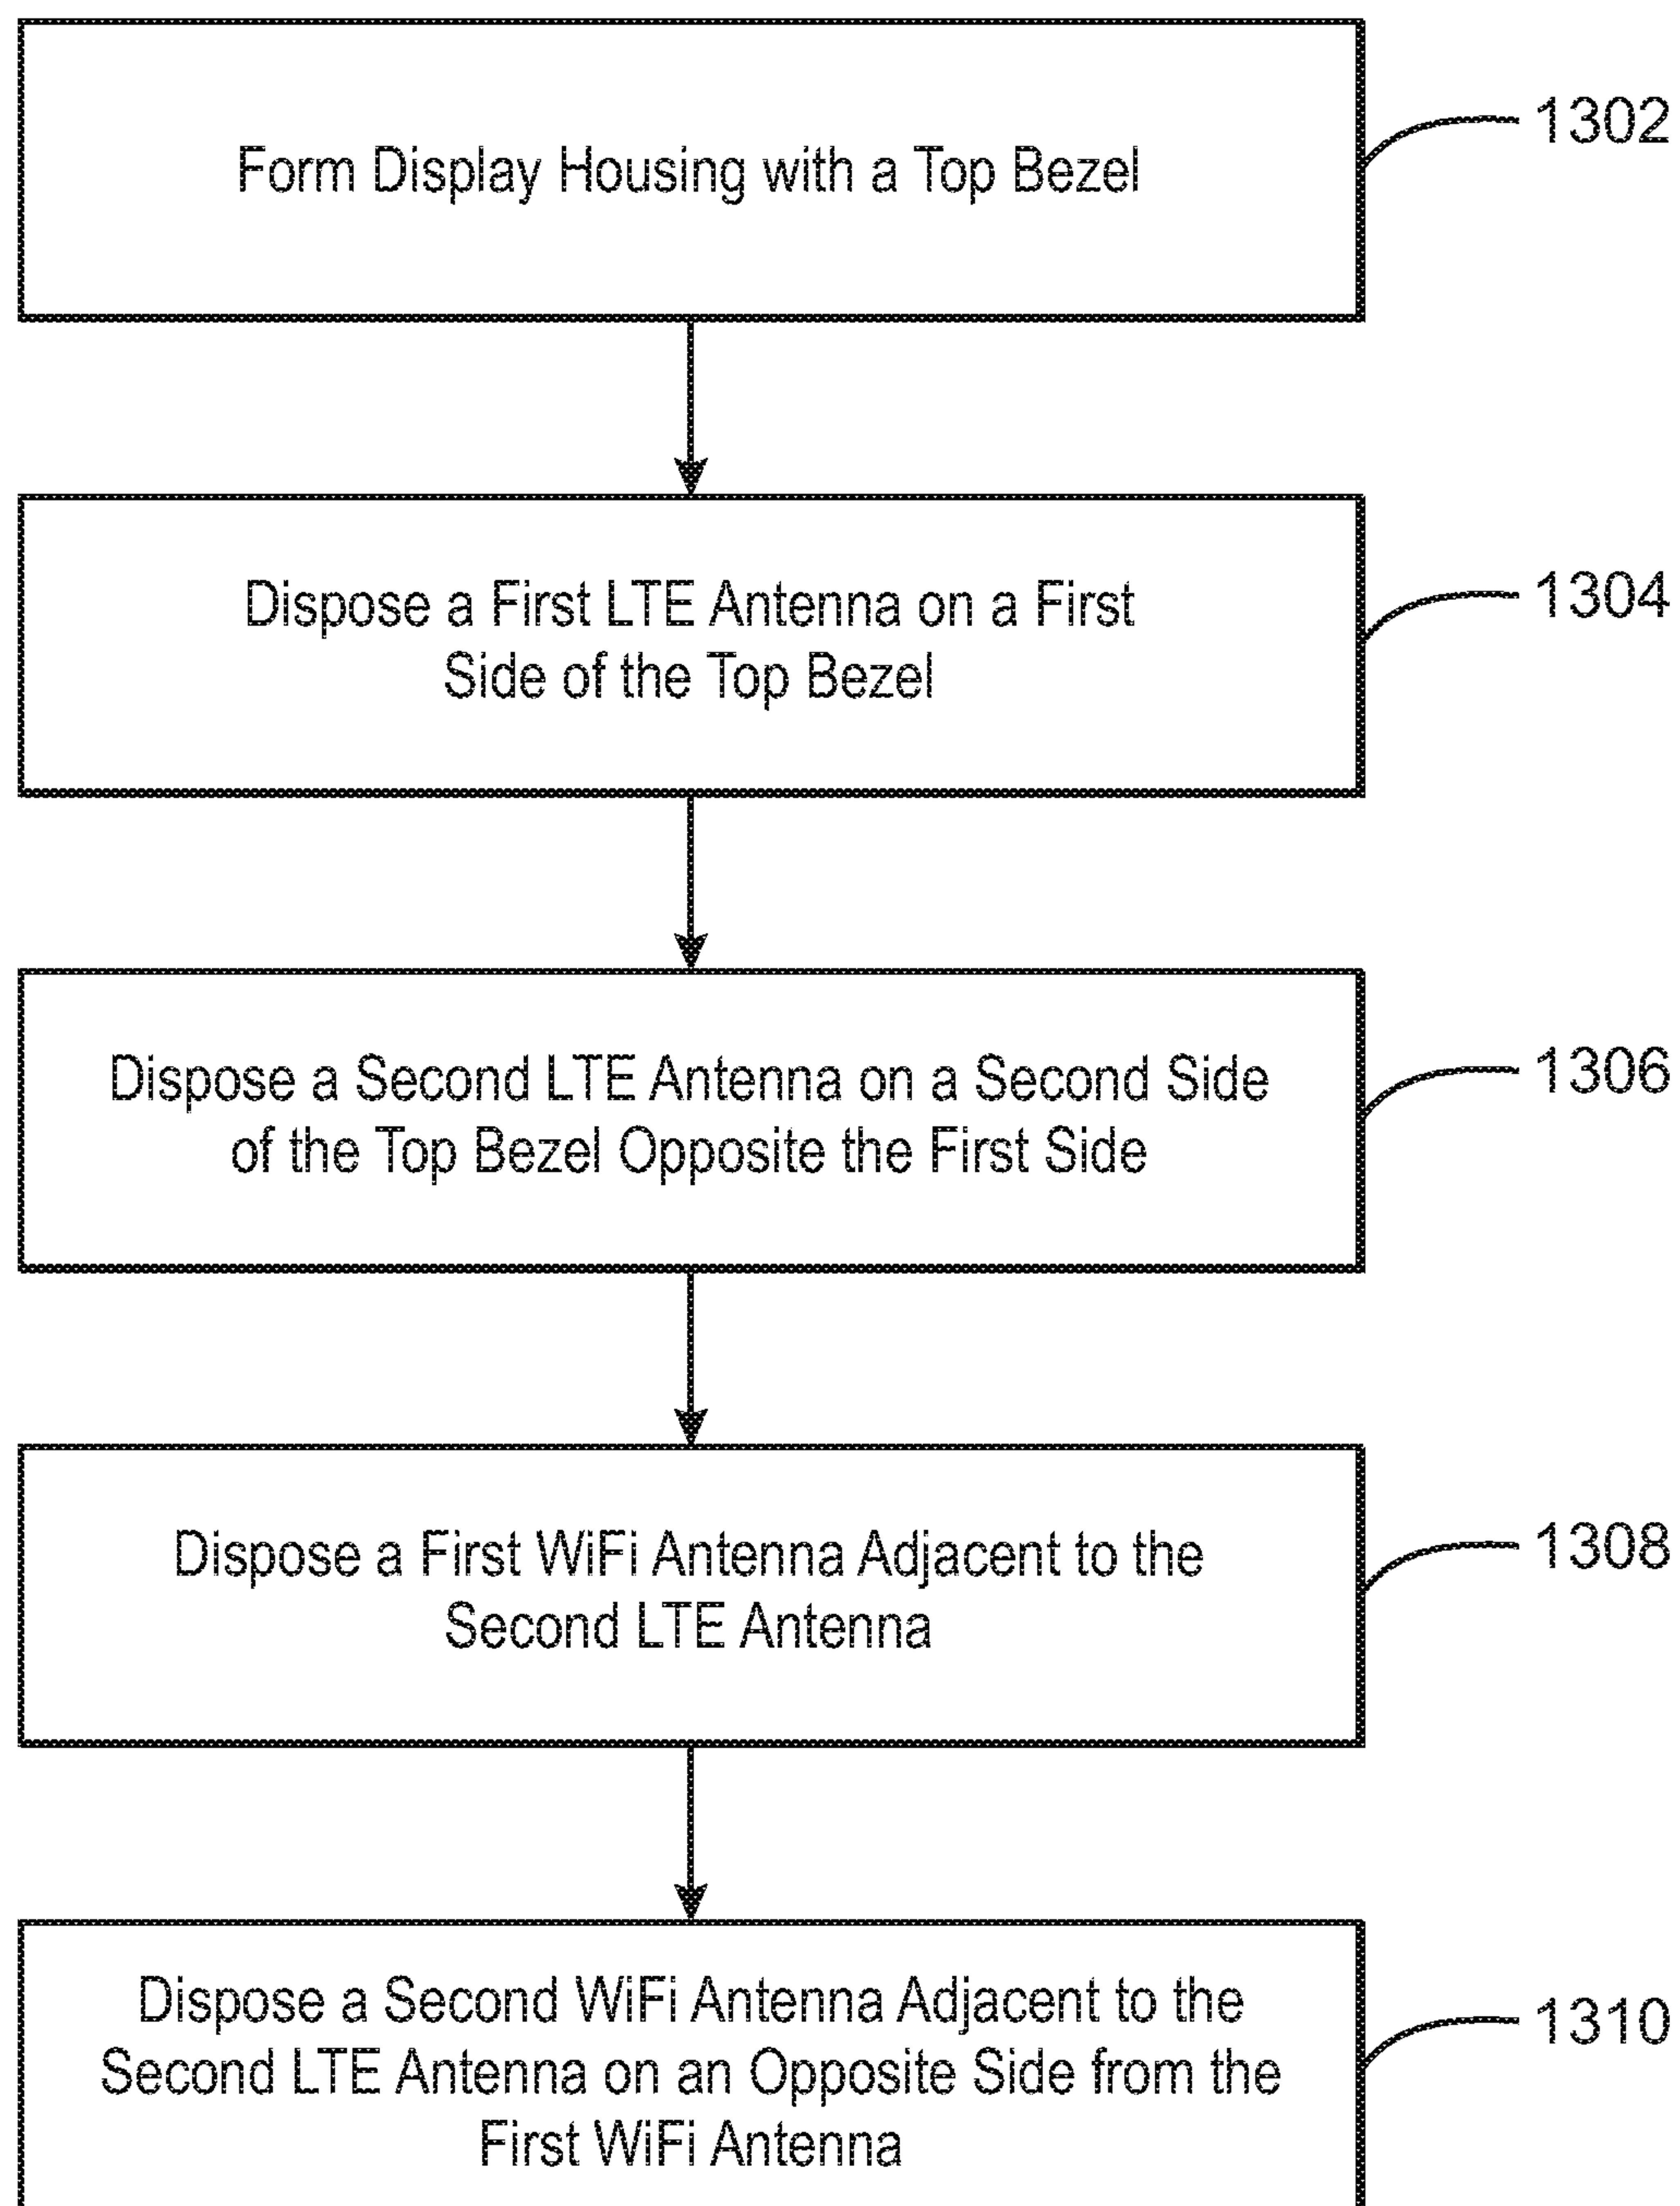 Form Display Housing with a Top Bezel
1302
Dispose a First LTE Antenna on a First
Side of the Top Bezel
1304
Dispose a Second LTE Antenna on a Second Side
of the Top Bezel Opposite the First Side
1306
Dispose a First WiFi Antenna Adjacent to the
Second LTE Antenna
1308
Dispose a Second WiFi Antenna Adjacent to the
Second LTE Antenna on an Opposite Side from the
First WiFi Antenna
1310